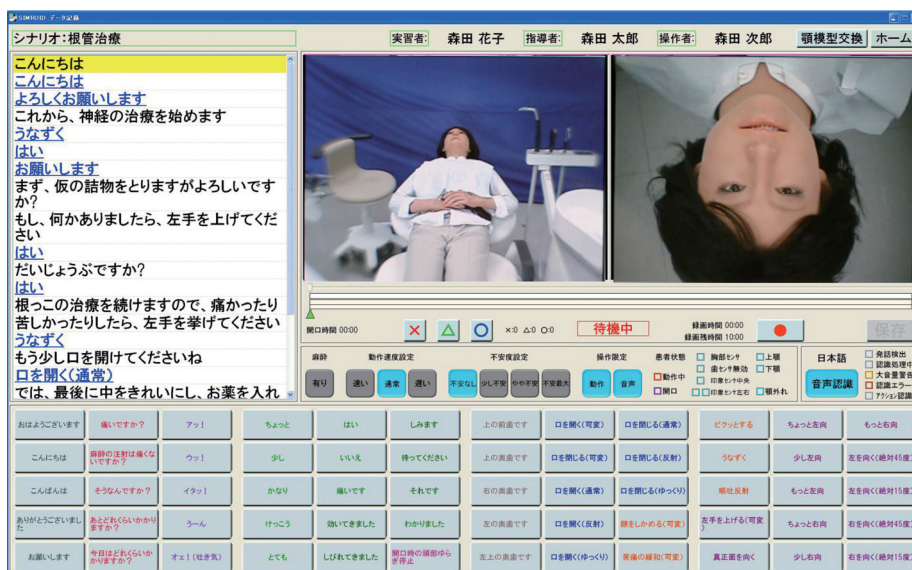 SIMROID データ記録
シナリオ:根管治療
実習者: 森田 花子 指導者: 森田 太郎 操作者: 森田 次郎 顎模型交換 ホーム
こんにちは
こんにちは
よろしくお願いします
これから、神経の治療を始めます
うなずく
はい
お願いします
まず、仮の詰物をとりますがよろしいです
か?
もし、何かありましたら、左手を上げてくだ
さい
はい
だいじょうぶですか?
はい
根っこの治療を続けますので、痛かったり
苦しかったりしたら、左手を挙げてください
うなずく
もう少し口を開けてくださいね
口を開く(通常)
では、最後に中をきれいにし、お薬を入れ
開口時間 00:00
×:0 △:0 ○:0
待機中
録画時間 00:00
録画残時間 10:00
保存
麻酔 動作速度設定 不安度設定 操作限定 患者状態
有り 速い 通常 遅い 不安なし 少し不安 やや不安 不安最大 動作 音声
動作中
開口
胸部センサ 上顎
歯センサ無効 下顎
印象センサ中央
印象センサ左右 顎外れ
日本語
音声認識
発話検出
認識処理中
大音量警告
認識エラー
アクション認識
おはようございます 痛いですか? アッ! ちょっと はい しみます 上の前歯です 口を開く(可変) 口を閉じる(通常) ビクッとする ちょっと左向 もっと右向
こんにちは 麻酔の注射は痛くな
いですか? ウッ! 少し いいえ 待ってください 上の奥歯です 口を閉じる(可変) 口を閉じる(反射) うなずく 少し左向 左を向く(絶対45度)
こんばんは そうなんですか? イタッ! かなり 痛いです それです 右の奥歯です 口を開く(通常) 口を閉じる(ゆっくり) 嘔吐反射 もっと左向 左を向く(絶対15度)
ありがとうございまし
た あとどれくらいかかり
ますか? うーん けっこう 効いてきました わかりました 左の奥歯です 口を開く(反射) 顔をしかめる(可変) 左手を上げる(可変
) ちょっと右向 右を向く(絶対45度)
お願いします 今日はどれくらいか
かりますか? オェ!(吐き気) とても しびれてきました 開口時の頭部ゆら
ぎ停止 左上の奥歯です 口を開く(ゆっくり) 苦痛の緩和(可変) 真正面を向く 少し右向 右を向く(絶対15度)